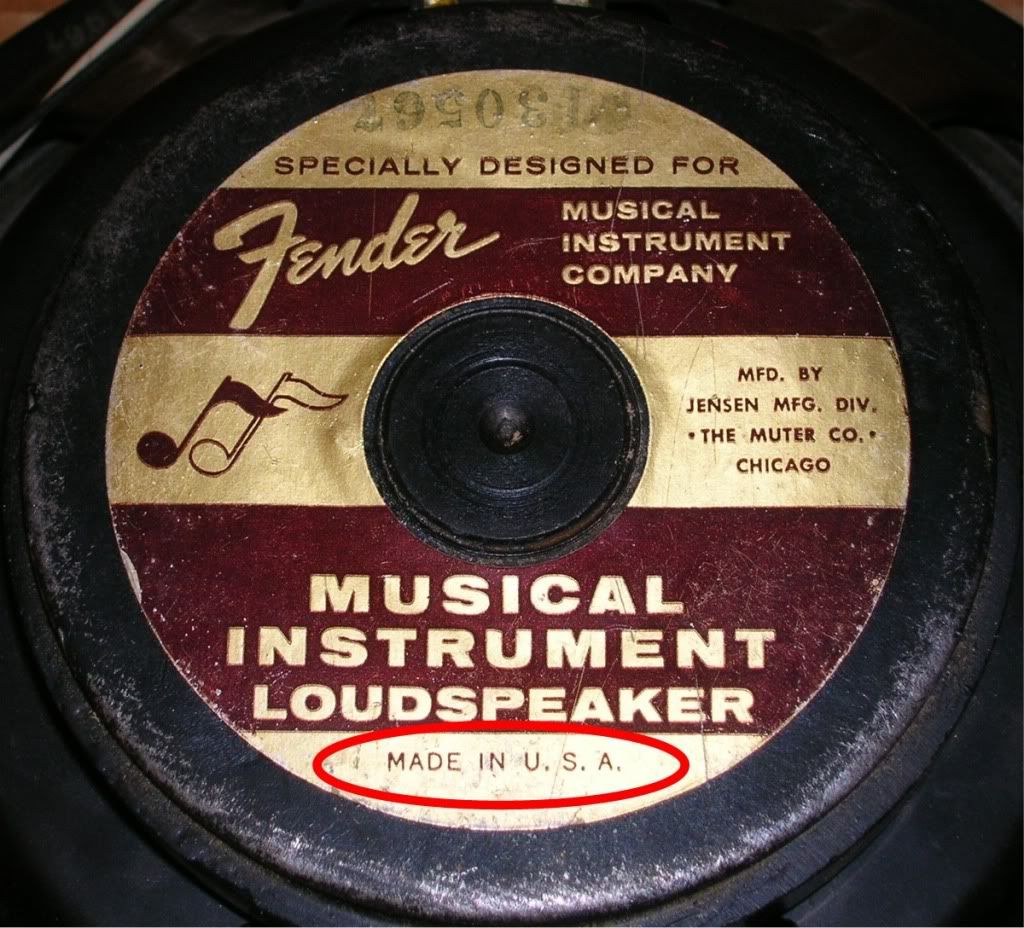 SPECIALLY DESIGNED FOR
Fender
MUSICAL
INSTRUMENT
COMPANY
MFD. BY
JENSEN MFG. DIV.
•THE MUTER CO.•
CHICAGO
MUSICAL
INSTRUMENT
LOUDSPEAKER
MADE IN U. S. A.